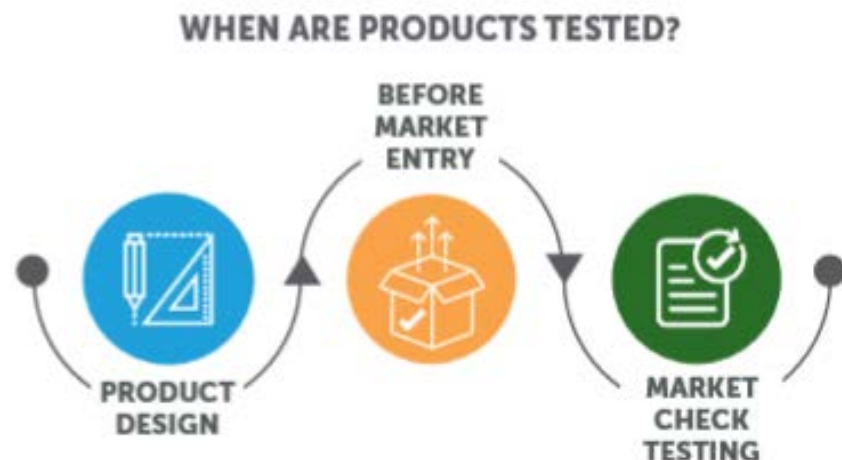 WHEN ARE PRODUCTS TESTED?
BEFORE
MARKET
ENTRY
PRODUCT
DESIGN
MARKET
CHECK
TESTING